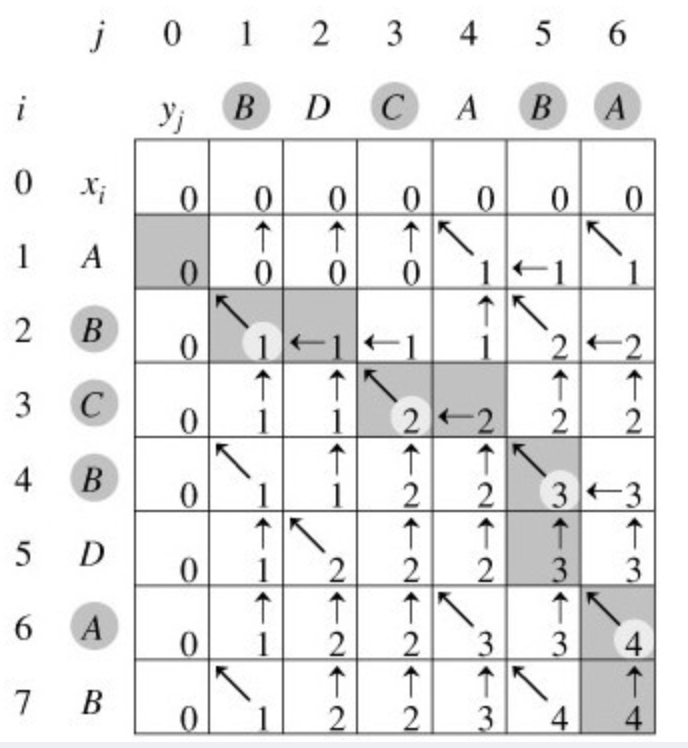 j 0 1 2 3 4 5 6
i yj B D C A B A
0 xi 0 0 0 0 0 0 0
1 A 0 ↑0 ↑0 ↑0 ↖1 ←1 ↖1
2 B 0 ↖1 ←1 ←1 ↑1 ↖2 ←2
3 C 0 ↑1 ↑1 ↖2 ←2 ↑2 ↑2
4 B 0 ↖1 ↑1 ↑2 ↑2 ↖3 ←3
5 D 0 ↑1 ↖2 ↑2 ↑2 ↑3 ↑3
6 A 0 ↑1 ↑2 ↑2 ↖3 ↑3 ↖4
7 B 0 ↖1 ↑2 ↑2 ↑3 ↖4 ↑4